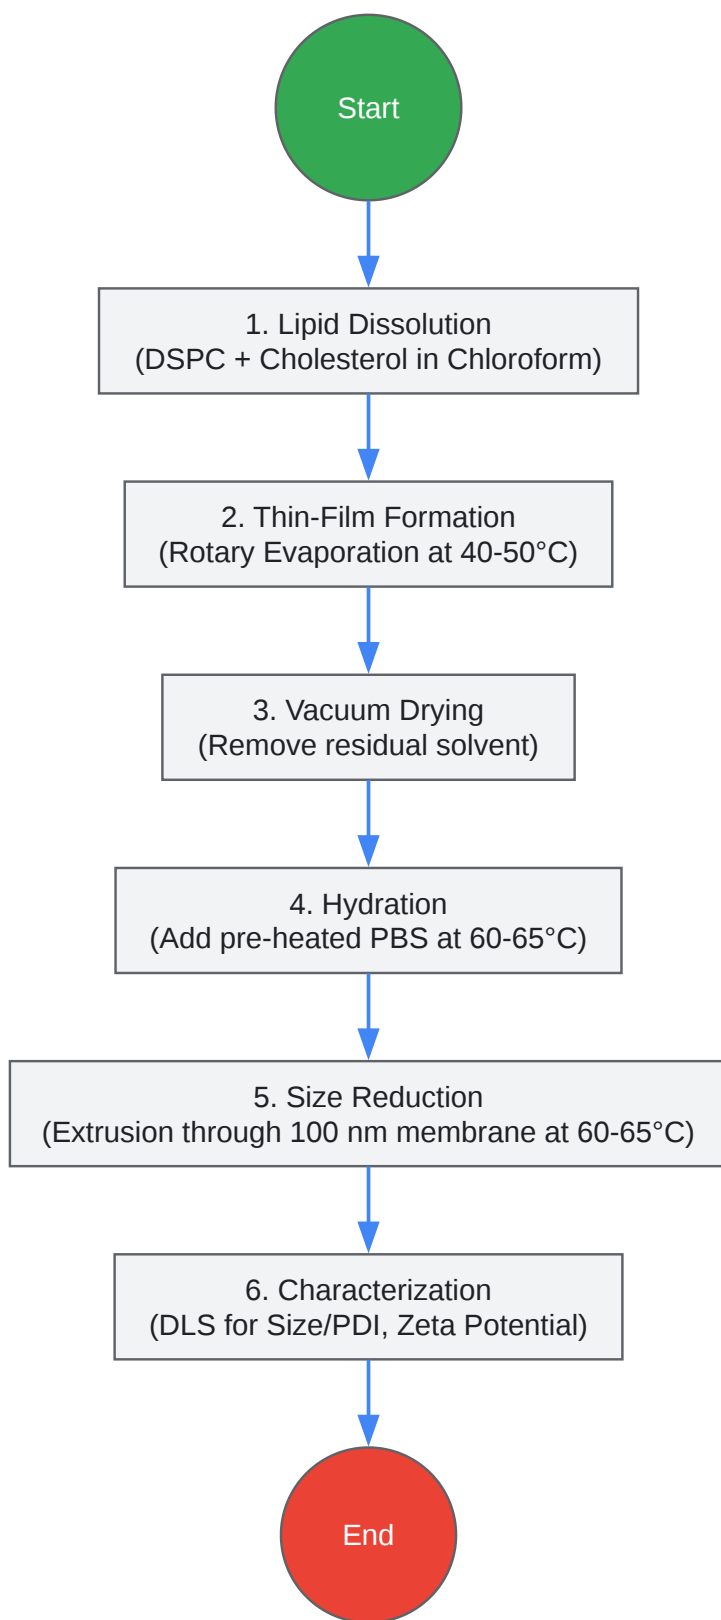 Start
1. Lipid Dissolution
(DSPC + Cholesterol in Chloroform)
2. Thin-Film Formation
(Rotary Evaporation at 40-50°C)
3. Vacuum Drying
(Remove residual solvent)
4. Hydration
(Add pre-heated PBS at 60-65°C)
5. Size Reduction
(Extrusion through 100 nm membrane at 60-65°C)
6. Characterization
(DLS for Size/PDI, Zeta Potential)
End